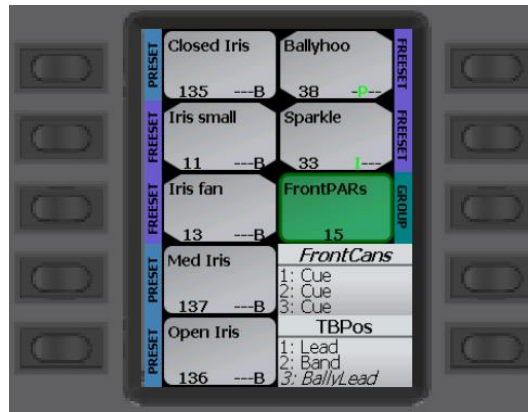 PRESET
Closed Iris
135 ---B
Ballyhoo
38 -P--
FREESET
FREESET
Iris small
11 ---B
Sparkle
33 I---
FREESET
FREESET
Iris fan
13 ---B
FrontPARs
15
GROUP
PRESET
Med Iris
137 ---B
FrontCans
1: Cue
2: Cue
3: Cue
PRESET
Open Iris
136 ---B
TBPos
1: Lead
2: Band
3: BallyLead